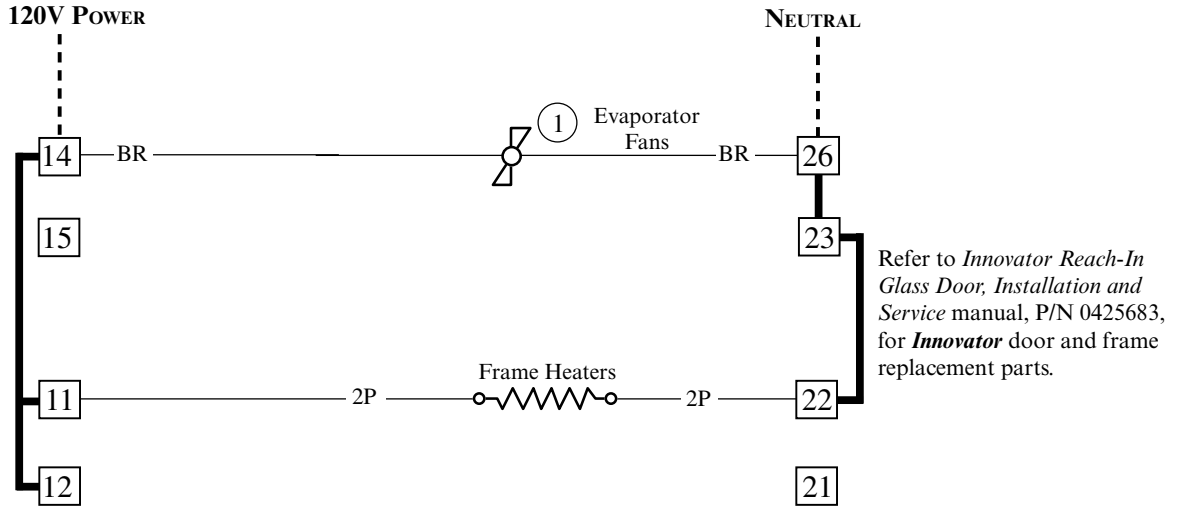 120V POWER
NEUTRAL
1
Evaporator
Fans
14
BR
BR
26
15
23
Refer to Innovator Reach-In
Glass Door, Installation and
Service manual, P/N 0425683,
for Innovator door and frame
replacement parts.
Frame Heaters
11
2P
2P
22
12
21